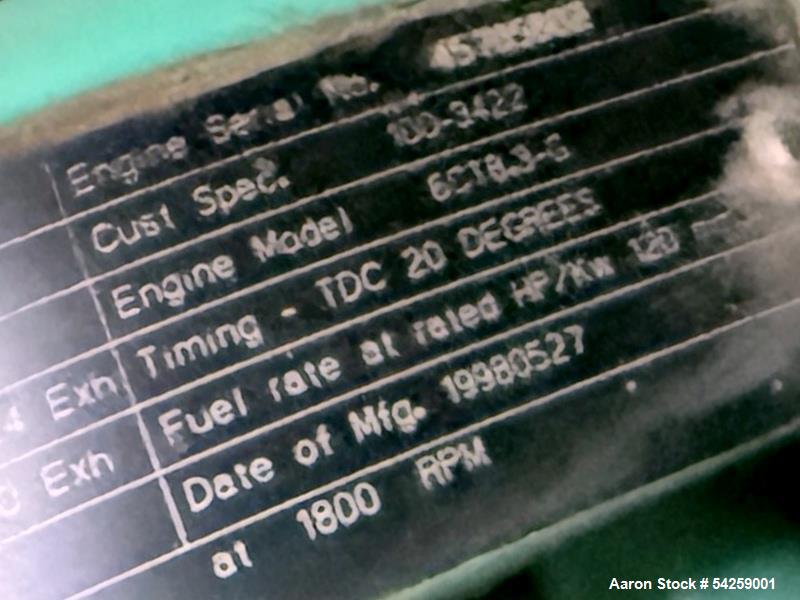 Engine Serial No.
Cust Spec. 100-3422
Engine Model 6CT8.3-G
Timing - TDC 20 DEGREES
Exh Fuel rate at rated HP/Kw 120
Exh Date of Mfg. 19980527
at 1800 RPM
Aaron Stock # 54259001